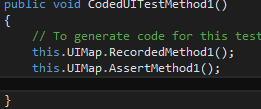 public void CodedUITestMethod1()
{
// To generate code for this test
this.UIMap.RecordedMethod1();
this.UIMap.AssertMethod1();
}